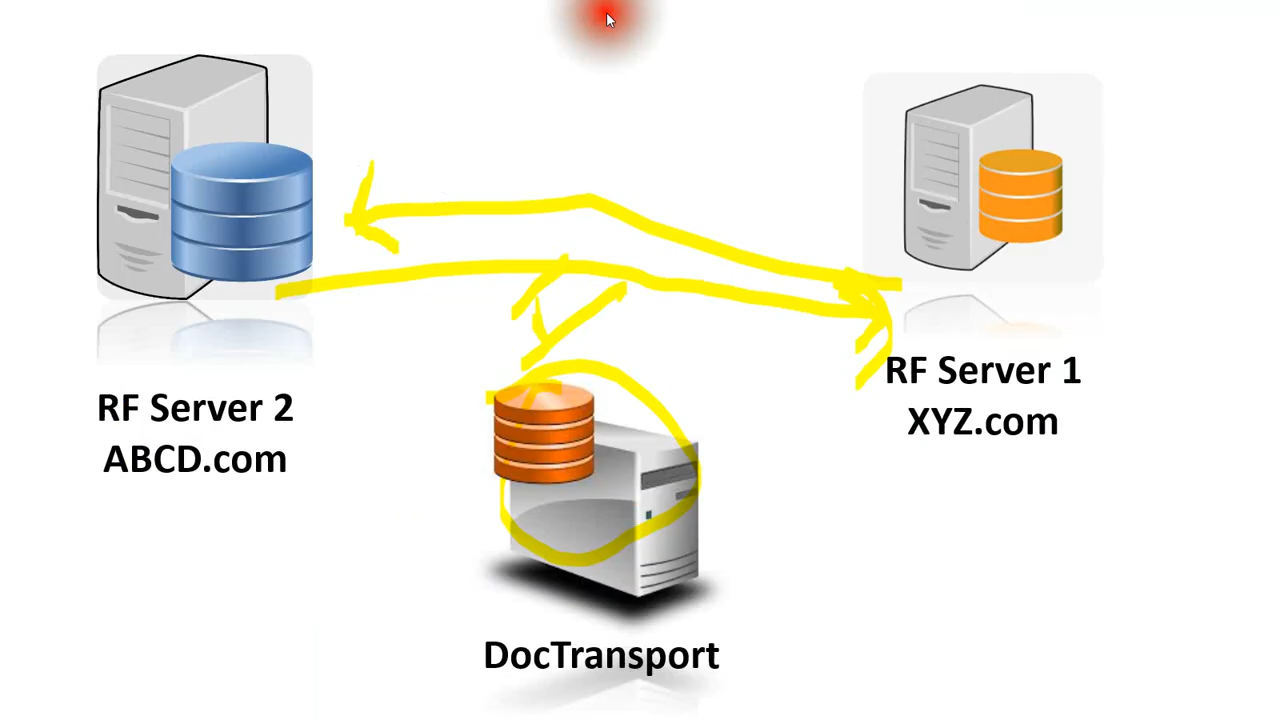 RF Server 2
ABCD.com
RF Server 1
XYZ.com
DocTransport